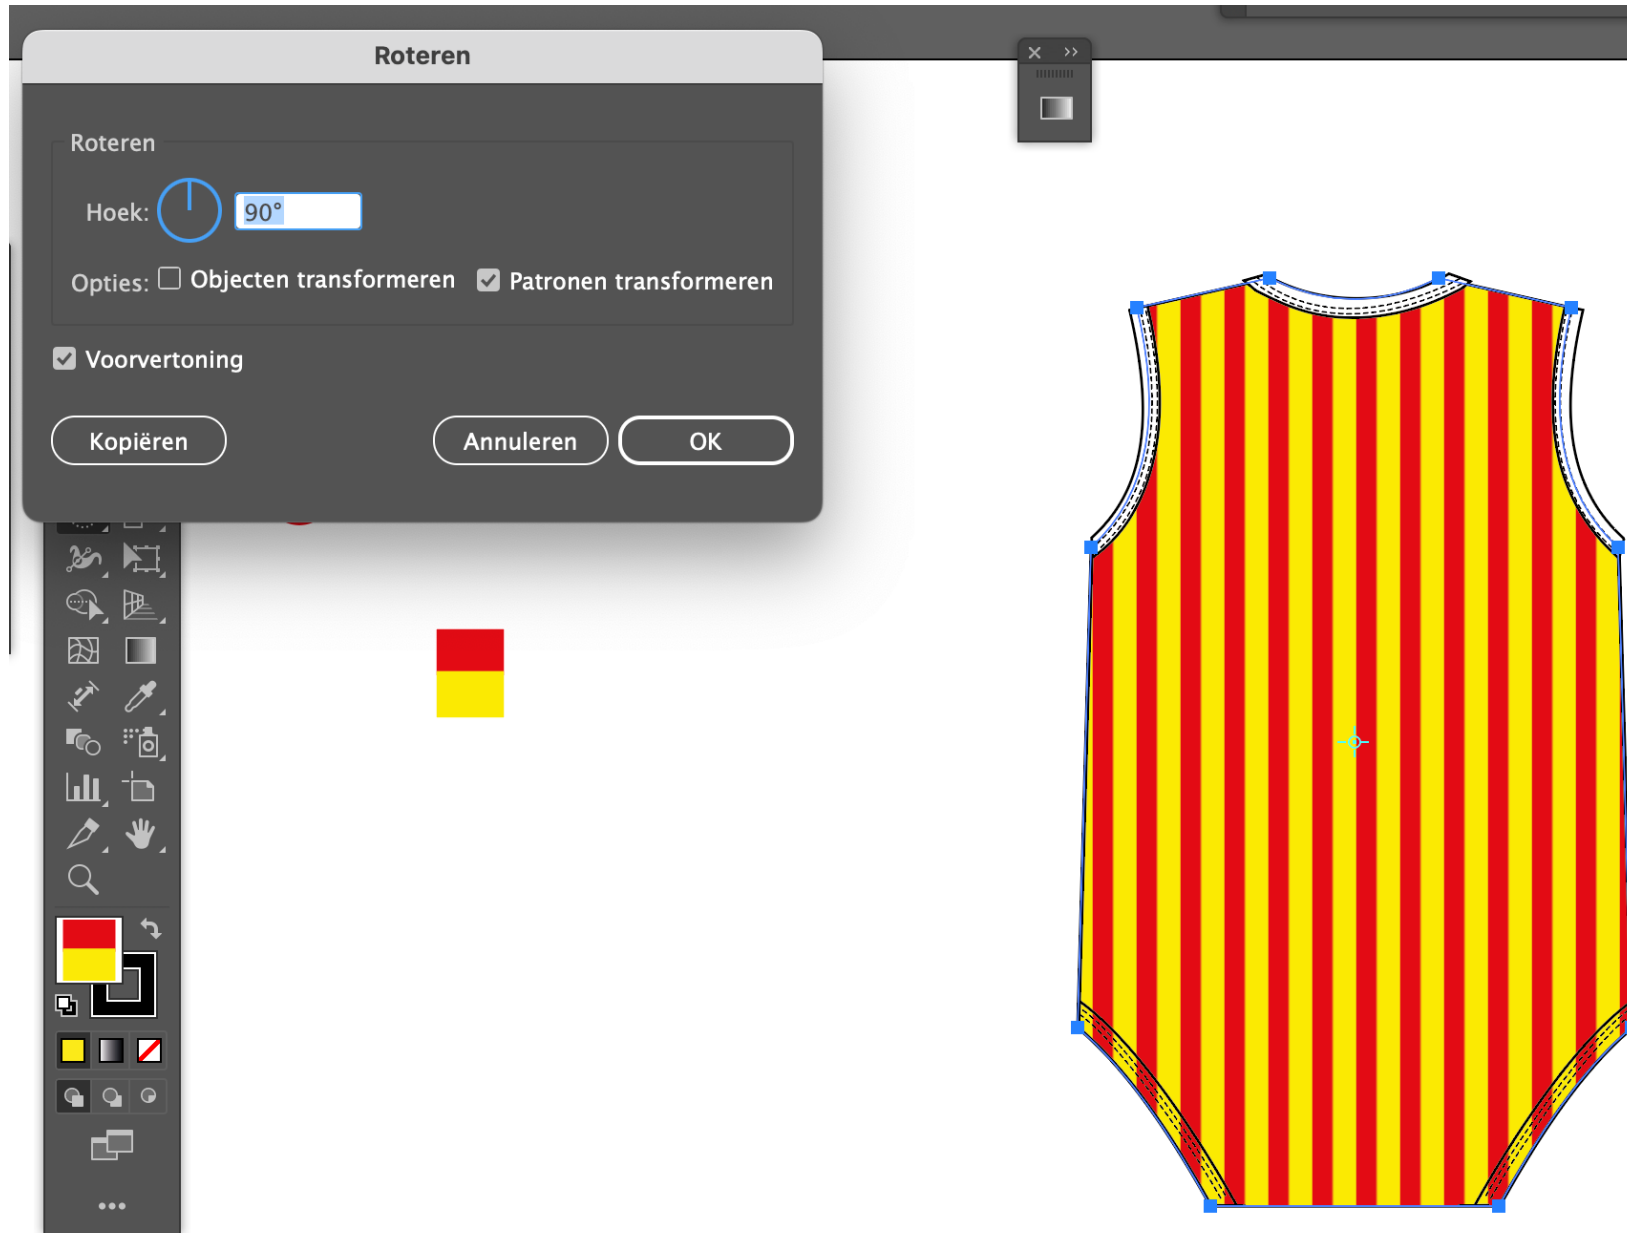 Roteren
Roteren
Hoek: 90°
Opties: Objecten transformeren Patronen transformeren
Voorvertoning
Kopiëren Annuleren OK